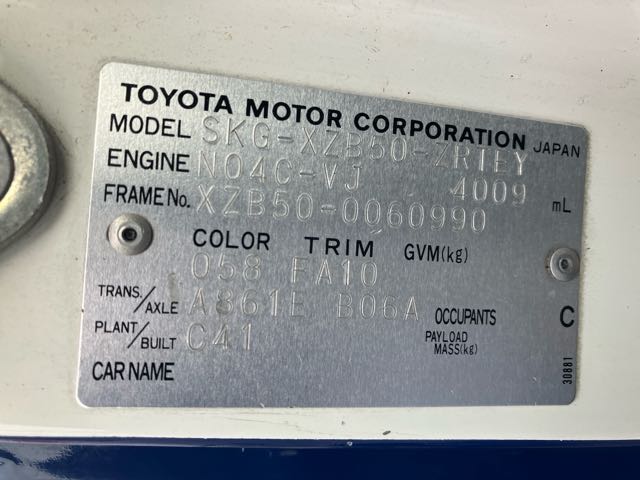 TOYOTA MOTOR CORPORATION JAPAN
MODEL SKG-XZB50-ZRTEY
ENGINE N04C-VJ 4009 mL
FRAME No. XZB50-0060990
COLOR TRIM GVM(kg)
058 FA10
TRANS./AXLE A861E B06A OCCUPANTS C
PLANT/BUILT C41 PAYLOAD MASS(kg)
CAR NAME
30881